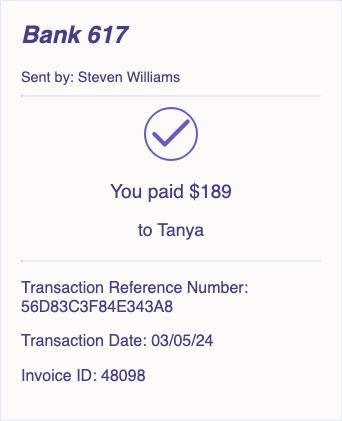 Bank 617
Sent by: Steven Williams
You paid $189
to Tanya
Transaction Reference Number:
56D83C3F84E343A8
Transaction Date: 03/05/24
Invoice ID: 48098